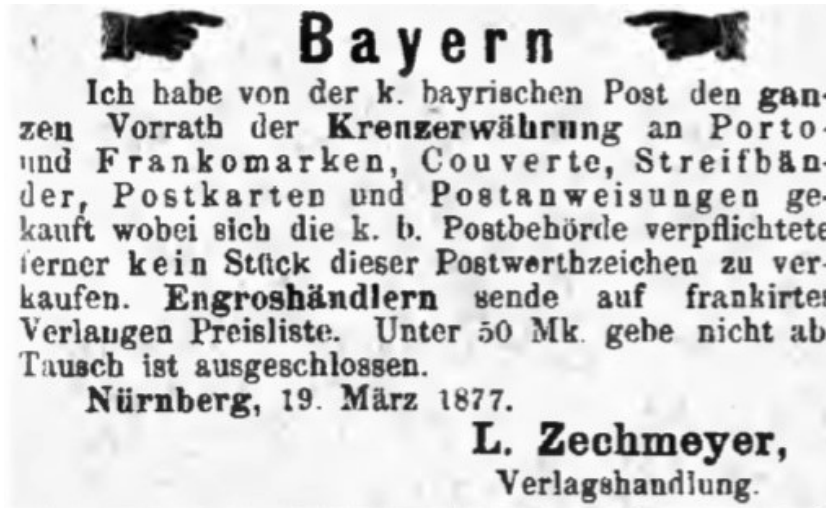 Bayern
Ich habe von der k. bayrischen Post den gan-
zen Vorrath der Kreuzerwährung an Porto-
und Frankomarken, Couverte, Streifbän-
der, Postkarten und Postanweisungen ge-
kauft wobei sich die k. b. Postbehörde verpflichtete
ferner kein Stück dieser Postwerthzeichen zu ver-
kaufen. Engroshändlern sende auf frankirtes
Verlangen Preisliste. Unter 50 Mk. gebe nicht ab
Tausch ist ausgeschlossen.
Nürnberg, 19. März 1877.
L. Zechmeyer,
Verlagshandlung.